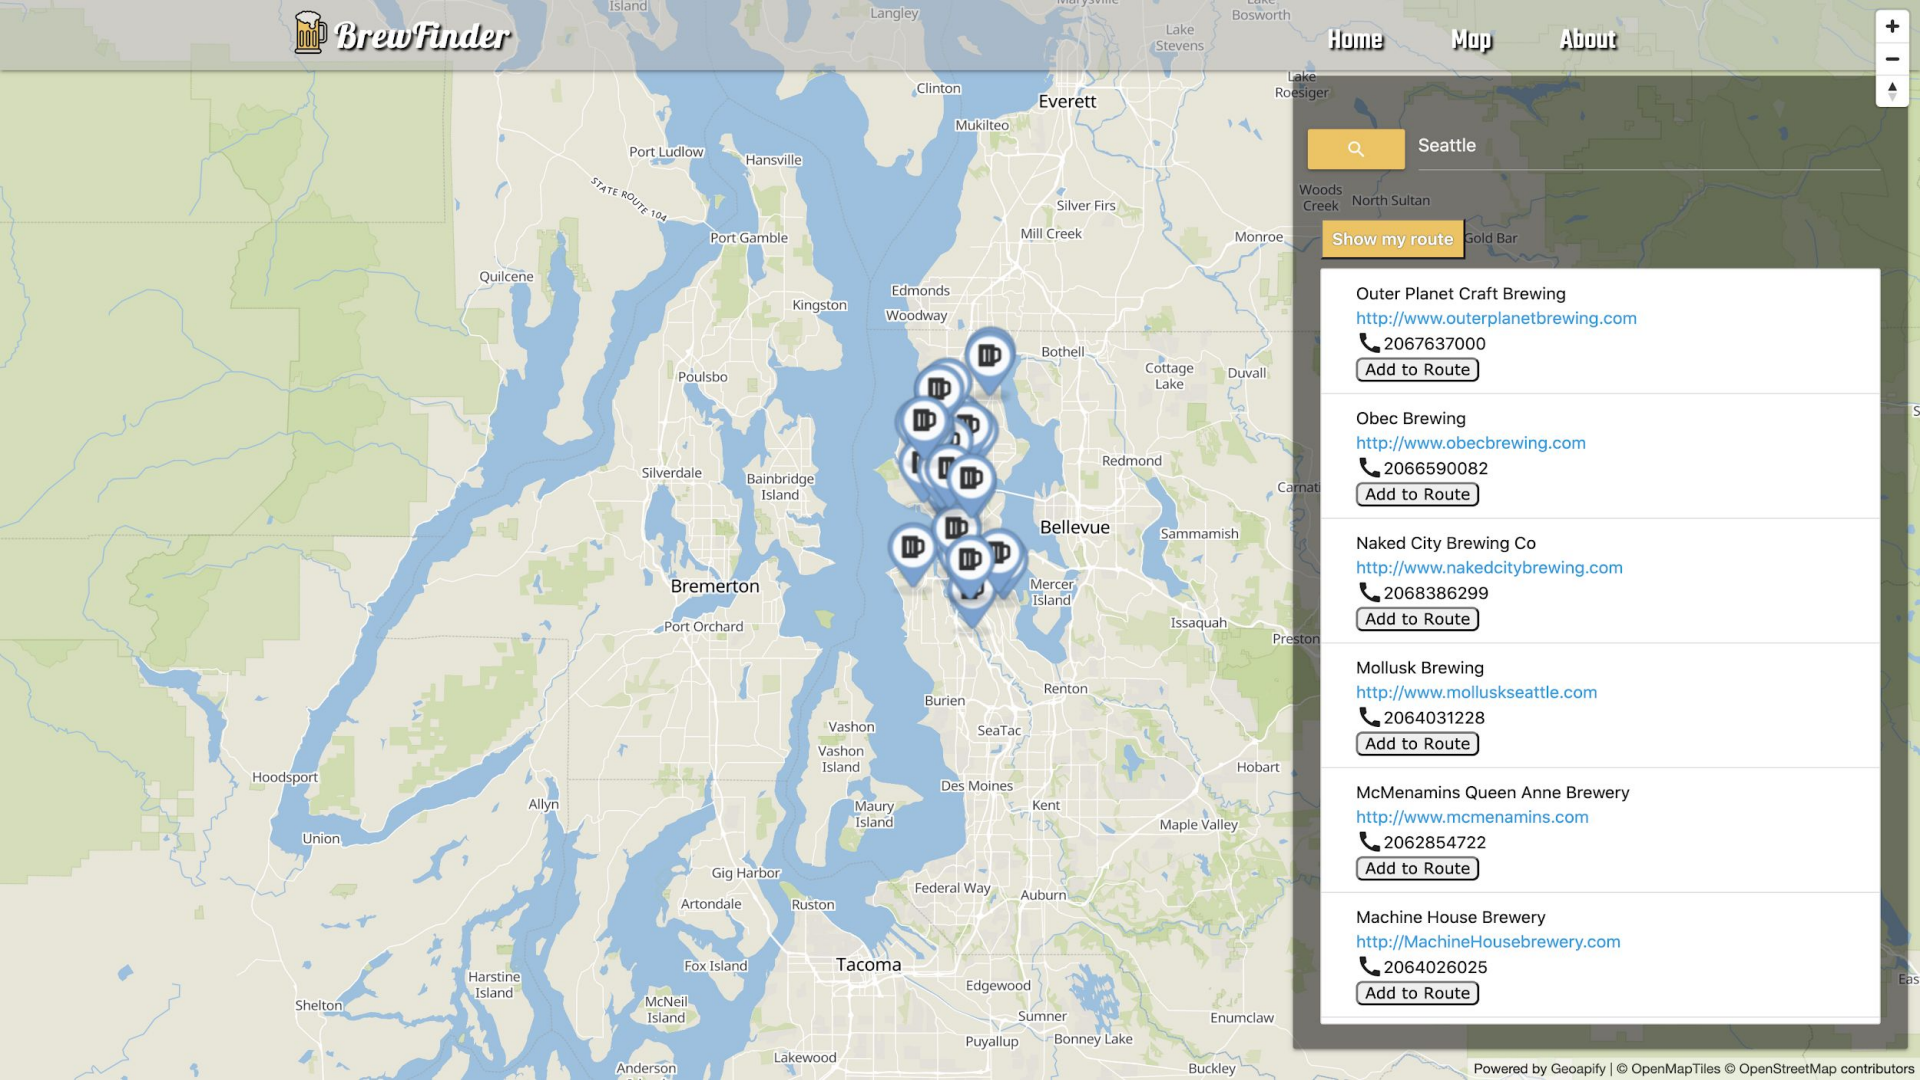 BrewFinder
Home
Map
About
Island
Langley
Marysville
Lake
Bosworth
Lake
Stevens
Clinton
Everett
Lake
Roesiger
Mukilteo
Port Ludlow
Hansville
STATE ROUTE 104
Silver Firs
Woods
Creek
North Sultan
Port Gamble
Mill Creek
Monroe
Gold Bar
Quilcene
Edmonds
Kingston
Woodway
Bothell
Cottage
Lake
Duvall
Poulsbo
Silverdale
Bainbridge
Island
Redmond
Carnati
Bellevue
Sammamish
Bremerton
Mercer
Island
Port Orchard
Issaquah
Preston
Renton
Burien
Vashon
SeaTac
Vashon
Island
Hoodsport
Des Moines
Hobart
Allyn
Maury
Island
Kent
Maple Valley
Union
Gig Harbor
Federal Way
Auburn
Artondale
Ruston
Tacoma
Fox Island
Harstine
Island
Edgewood
Shelton
McNeil
Island
Sumner
Enumclaw
Puyallup
Bonney Lake
Lakewood
Anderson
Buckley
Eas
Seattle
Show my route
Outer Planet Craft Brewing
http://www.outerplanetbrewing.com
2067637000
Add to Route
Obec Brewing
http://www.obecbrewing.com
2066590082
Add to Route
Naked City Brewing Co
http://www.nakedcitybrewing.com
2068386299
Add to Route
Mollusk Brewing
http://www.molluskseattle.com
2064031228
Add to Route
McMenamins Queen Anne Brewery
http://www.mcmenamins.com
2062854722
Add to Route
Machine House Brewery
http://MachineHousebrewery.com
2064026025
Add to Route
Powered by Geoapify | © OpenMapTiles © OpenStreetMap contributors